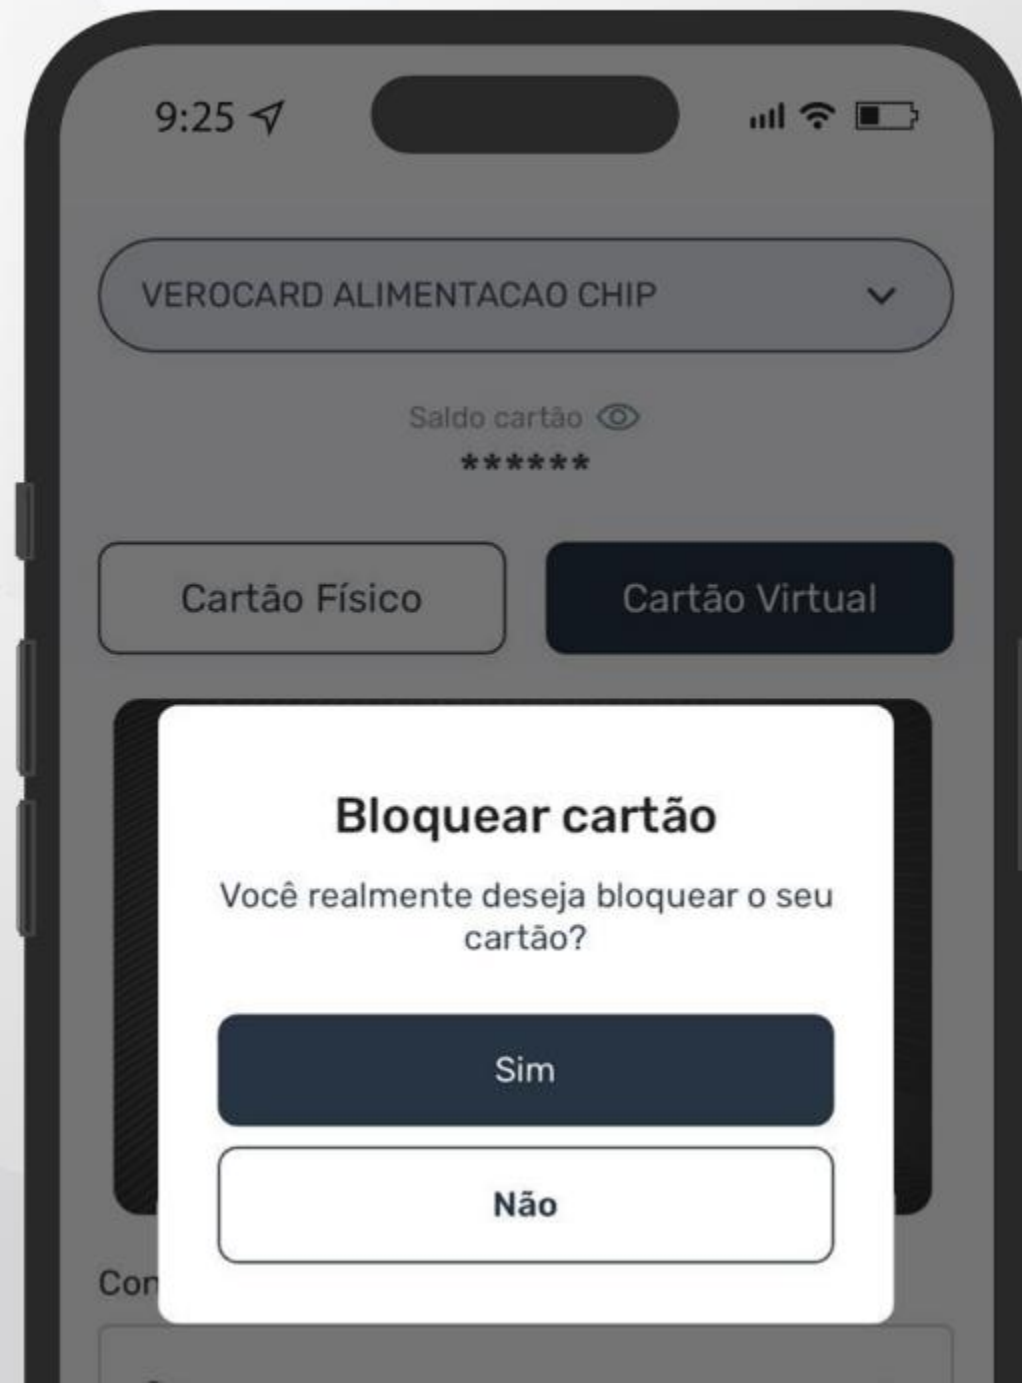 9:25
VEROCARD ALIMENTACAO CHIP
Saldo cartão
******
Cartão Físico
Cartão Virtual
Bloquear cartão
Você realmente deseja bloquear o seu
cartão?
Sim
Não